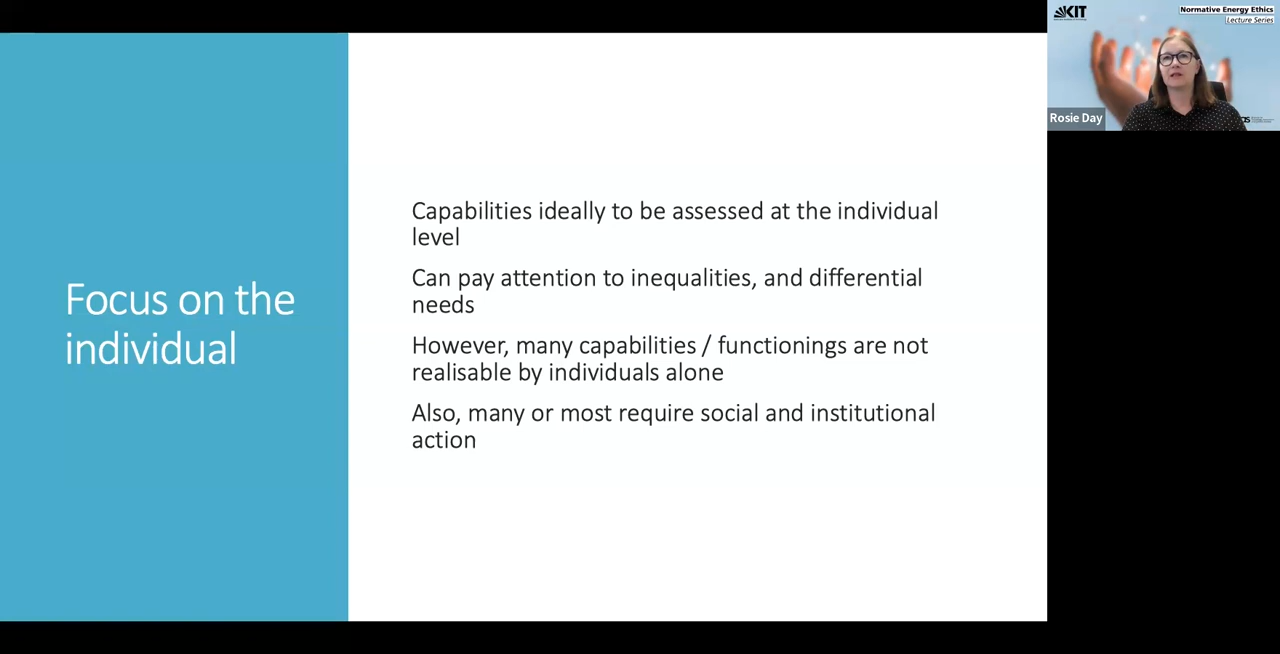 Focus on the
individual
Capabilities ideally to be assessed at the individual
level
Can pay attention to inequalities, and differential
needs
However, many capabilities / functionings are not
realisable by individuals alone
Also, many or most require social and institutional
action
KIT
Normative Energy Ethics
Lecture Series
Rosie Day